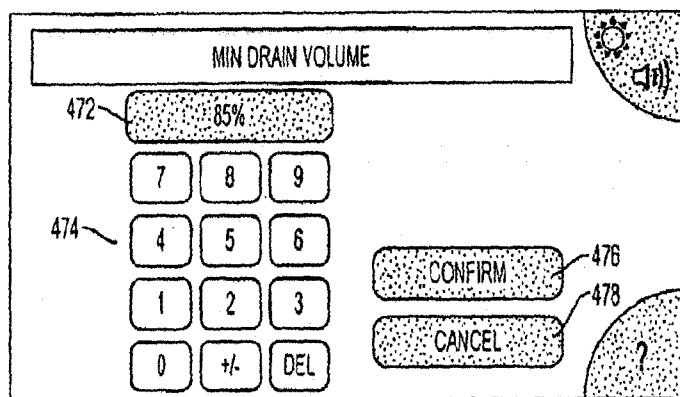 MIN DRAIN VOLUME
472
85%
7 8 9
474
4 5 6
1 2 3
0 +/- DEL
CONFIRM
476
CANCEL
478
?